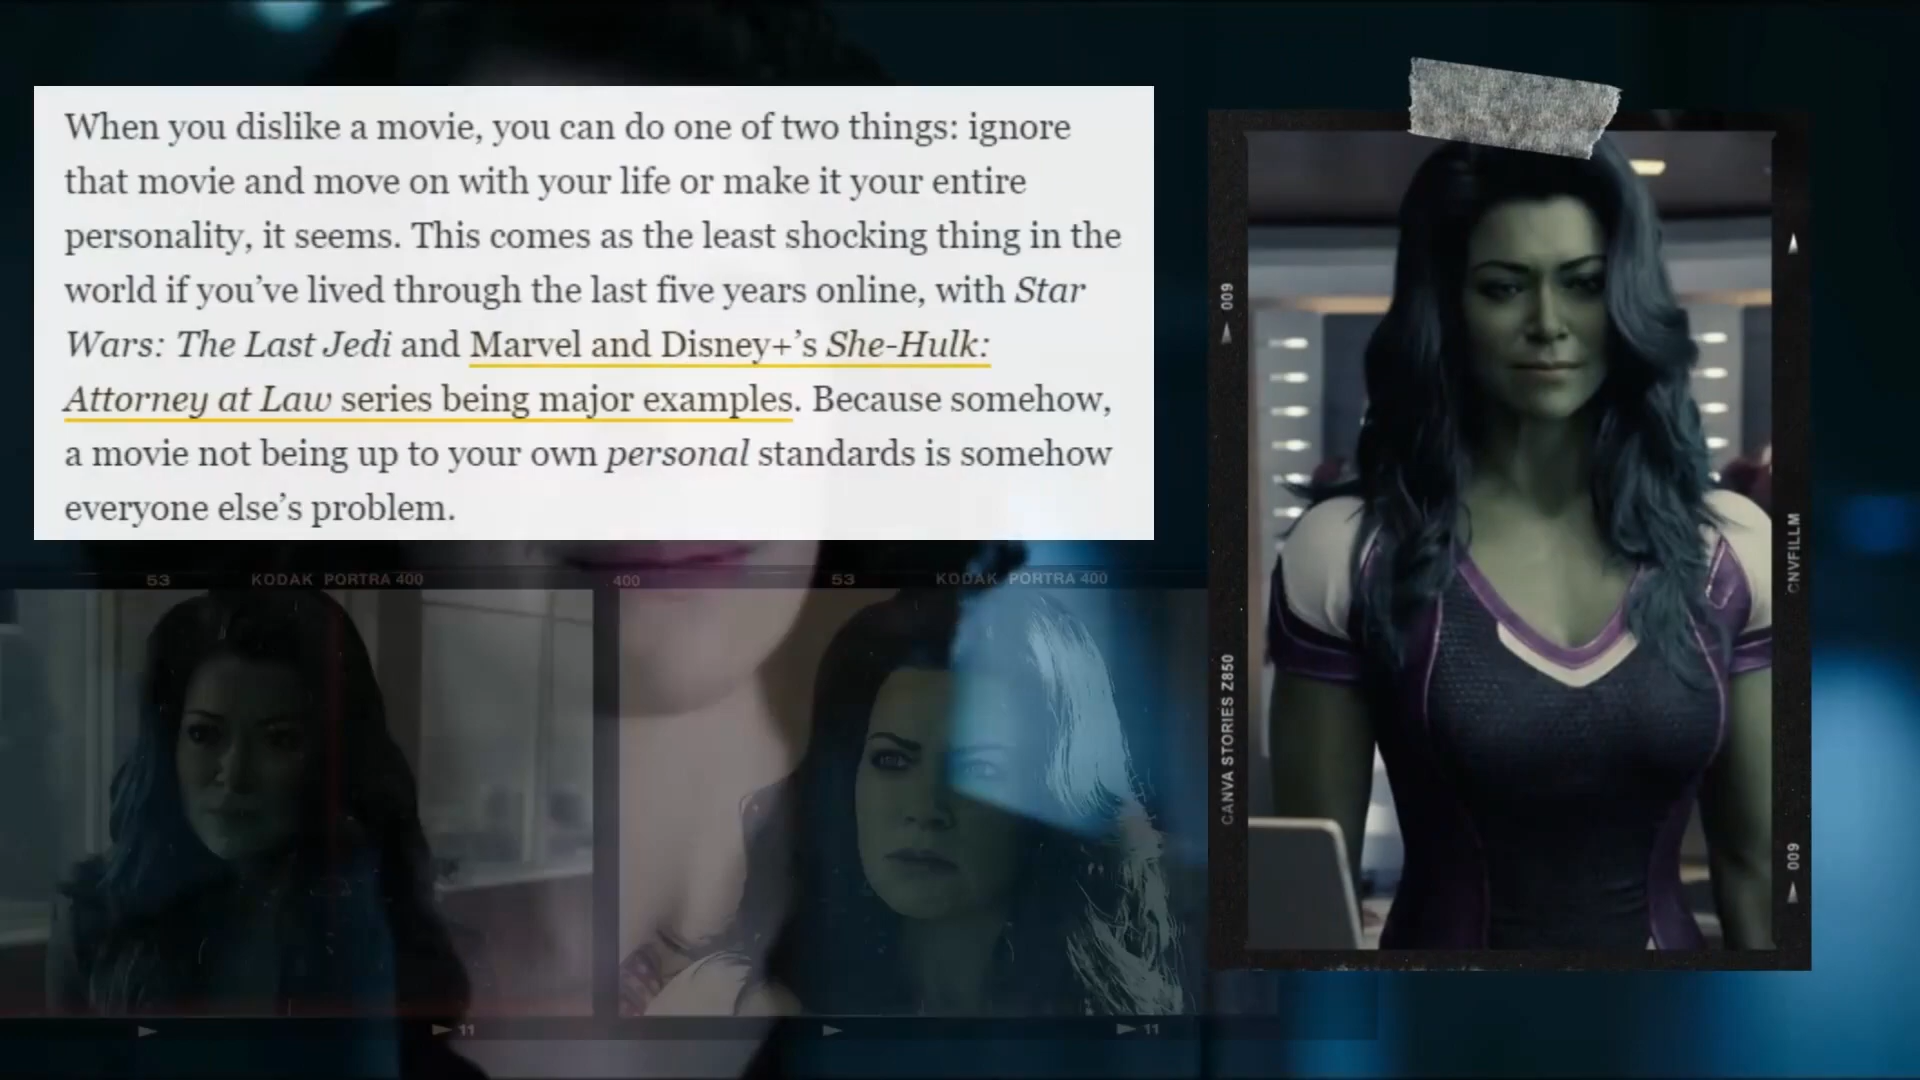 When you dislike a movie, you can do one of two things: ignore
that movie and move on with your life or make it your entire
personality, it seems. This comes as the least shocking thing in the
world if you’ve lived through the last five years online, with Star
Wars: The Last Jedi and Marvel and Disney+’s She-Hulk:
Attorney at Law series being major examples. Because somehow,
a movie not being up to your own personal standards is somehow
everyone else’s problem.
53 KODAK PORTRA 400 400 53 KODAK PORTRA 400
11 11
009
CANVA STORIES Z850
CNVFILLM
009